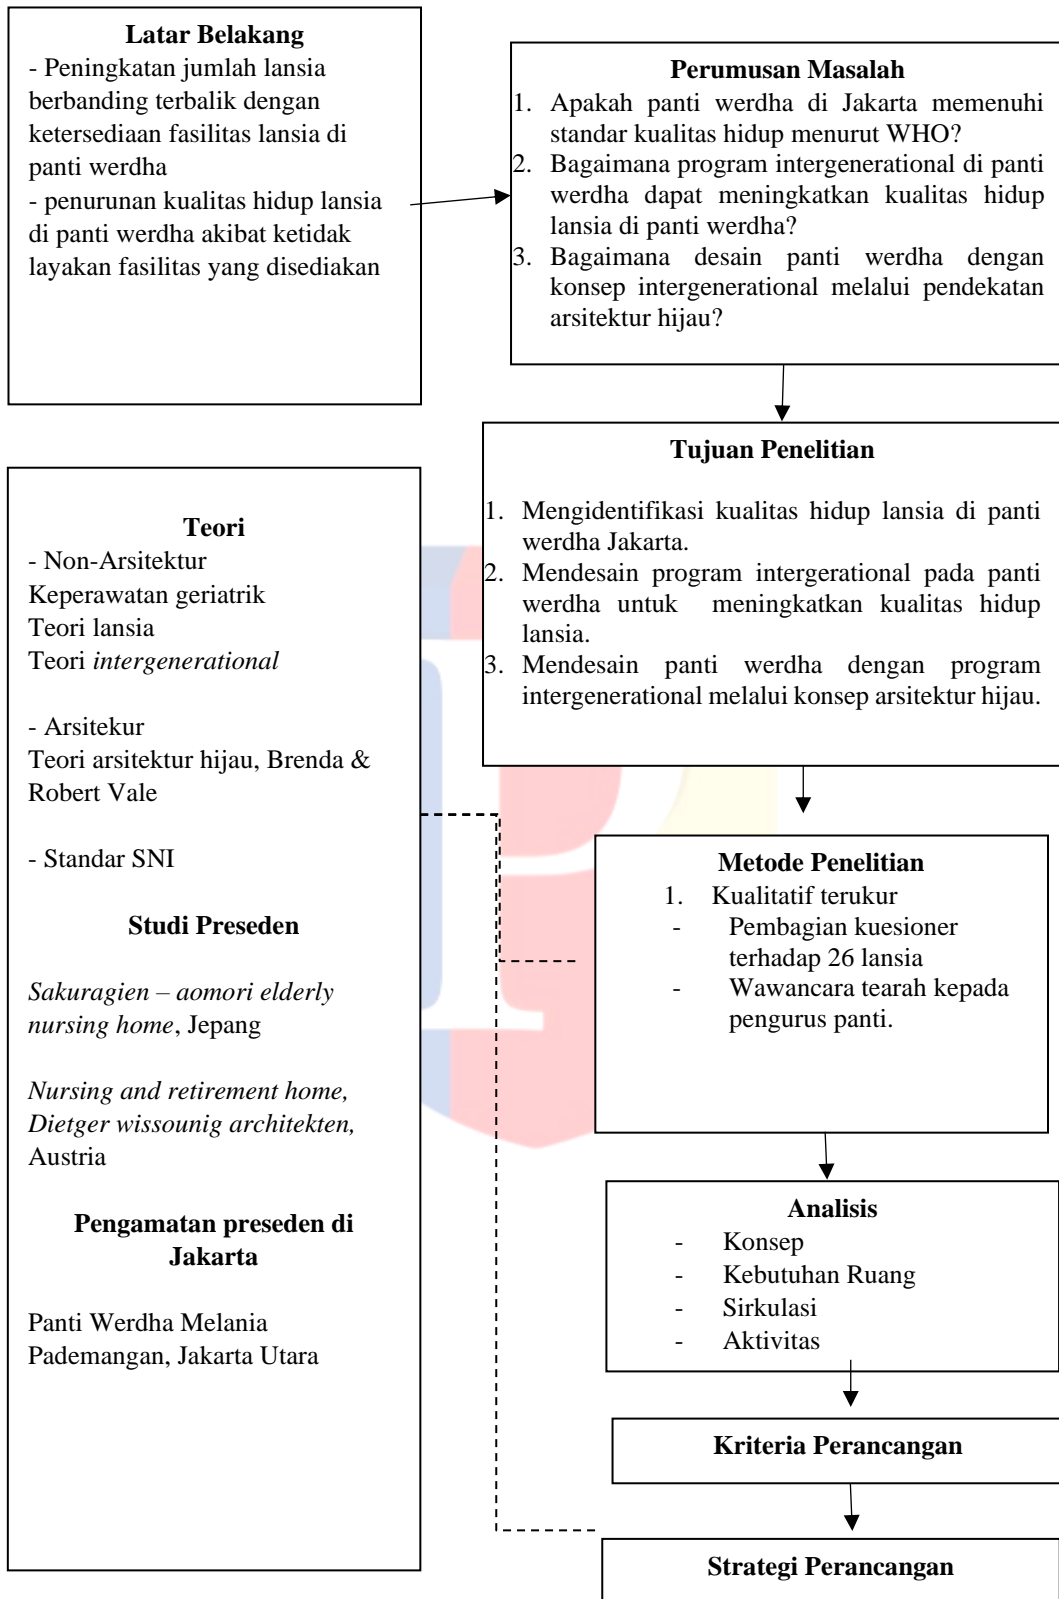 Latar Belakang
- Peningkatan jumlah lansia
berbanding terbalik dengan
ketersediaan fasilitas lansia di
panti werdha
- penurunan kualitas hidup lansia
di panti werdha akibat ketidak
layakan fasilitas yang disediakan
Perumusan Masalah
1. Apakah panti werdha di Jakarta memenuhi
standar kualitas hidup menurut WHO?
2. Bagaimana program intergenerational di panti
werdha dapat meningkatkan kualitas hidup
lansia di panti werdha?
3. Bagaimana desain panti werdha dengan
konsep intergenerational melalui pendekatan
arsitektur hijau?
Tujuan Penelitian
1. Mengidentifikasi kualitas hidup lansia di panti
werdha Jakarta.
2. Mendesain program intergerational pada panti
werdha untuk meningkatkan kualitas hidup
lansia.
3. Mendesain panti werdha dengan program
intergenerational melalui konsep arsitektur hijau.
Teori
- Non-Arsitektur
Keperawatan geriatrik
Teori lansia
Teori intergenerational
- Arsitekur
Teori arsitektur hijau, Brenda &
Robert Vale
- Standar SNI
Studi Preseden
Sakuragien – aomori elderly
nursing home, Jepang
Nursing and retirement home,
Dietger wissounig architekten,
Austria
Pengamatan preseden di
Jakarta
Panti Werdha Melania
Pademangan, Jakarta Utara
Metode Penelitian
1. Kualitatif terukur
- Pembagian kuesioner
terhadap 26 lansia
- Wawancara tearah kepada
pengurus panti.
Analisis
- Konsep
- Kebutuhan Ruang
- Sirkulasi
- Aktivitas
Kriteria Perancangan
Strategi Perancangan